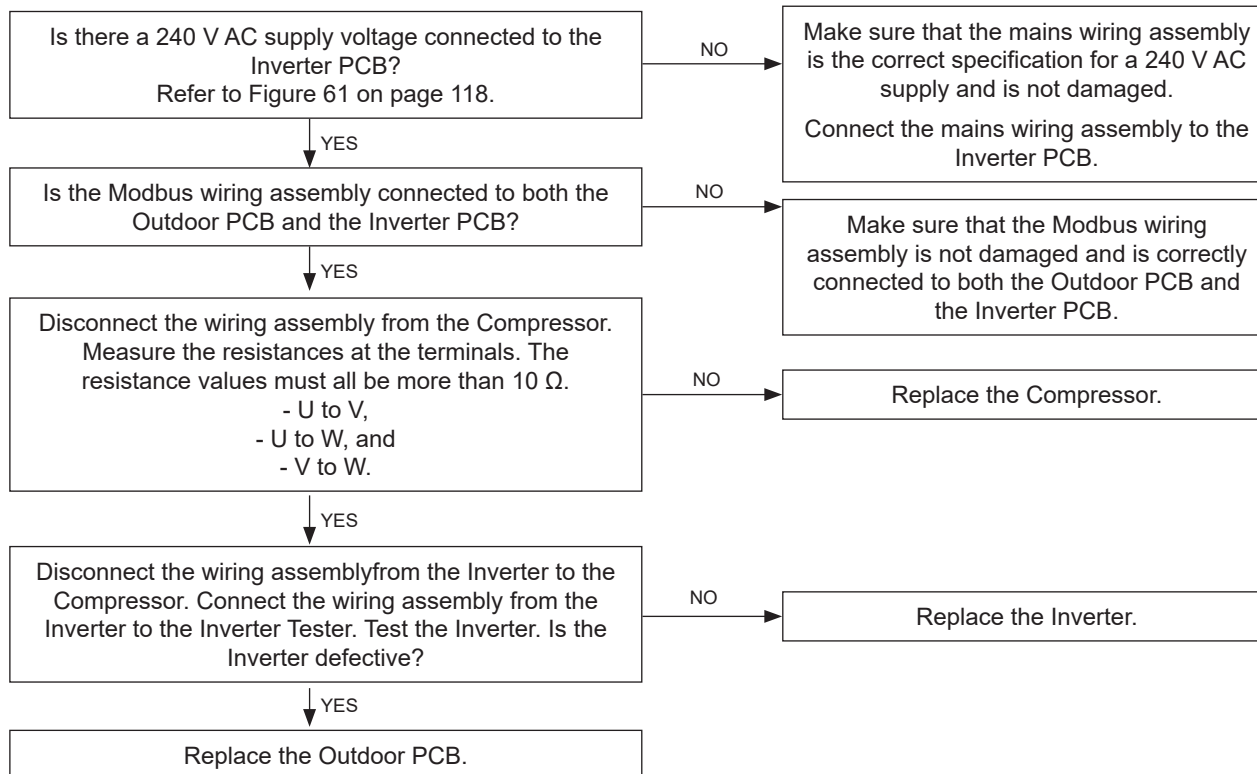 Is there a 240 V AC supply voltage connected to the
Inverter PCB?
Refer to Figure 61 on page 118.
NO
Make sure that the mains wiring assembly
is the correct specification for a 240 V AC
supply and is not damaged.
Connect the mains wiring assembly to the
Inverter PCB.
YES
Is the Modbus wiring assembly connected to both the
Outdoor PCB and the Inverter PCB?
NO
Make sure that the Modbus wiring
assembly is not damaged and is correctly
connected to both the Outdoor PCB and
the Inverter PCB.
YES
Disconnect the wiring assembly from the Compressor.
Measure the resistances at the terminals. The
resistance values must all be more than 10 Ω.
- U to V,
- U to W, and
- V to W.
NO
Replace the Compressor.
YES
Disconnect the wiring assemblyfrom the Inverter to the
Compressor. Connect the wiring assembly from the
Inverter to the Inverter Tester. Test the Inverter. Is the
Inverter defective?
NO
Replace the Inverter.
YES
Replace the Outdoor PCB.